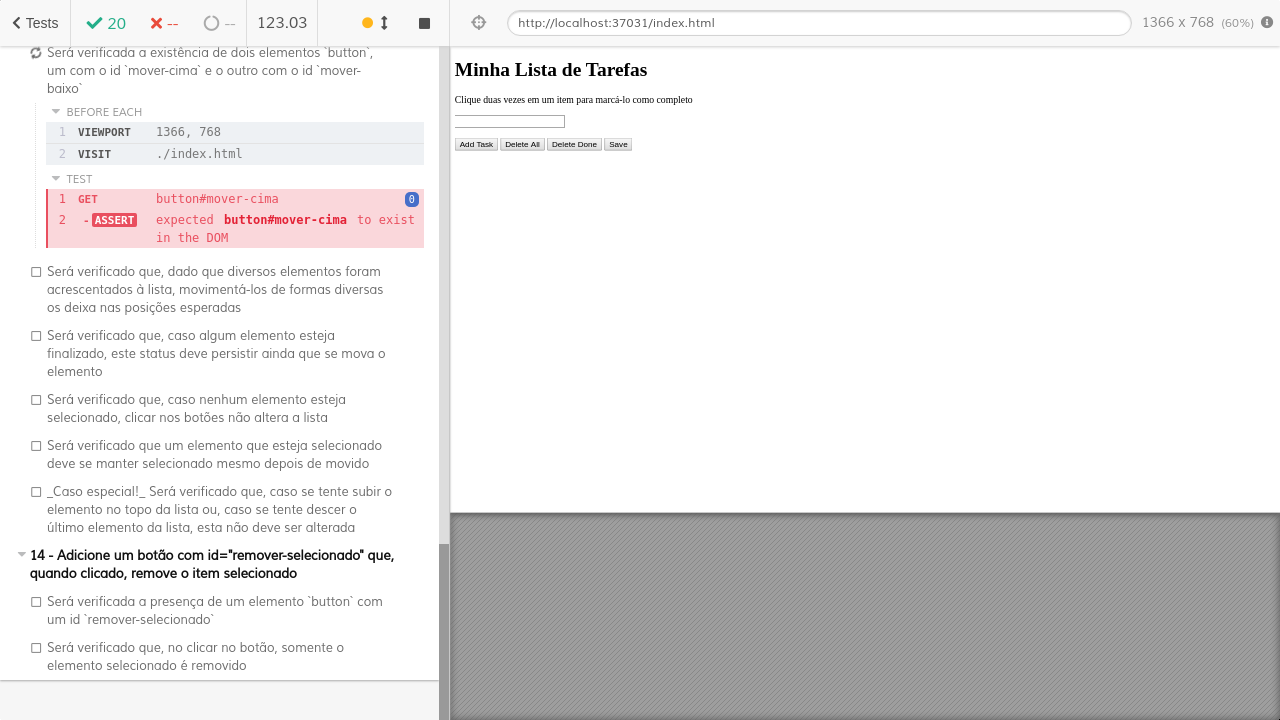 Tests 20 -- -- 123.03
http://localhost:37031/index.html 1366 x 768 (60%)
Será verificada a existência de dois elementos `button`,
um com o id `mover-cima` e o outro com o id `mover-
baixo`
BEFORE EACH
1 VIEWPORT 1366, 768
2 VISIT ./index.html
TEST
1 GET button#mover-cima 0
2 -ASSERT expected button#mover-cima to exist
in the DOM
Será verificado que, dado que diversos elementos foram
acrescentados à lista, movimentá-los de formas diversas
os deixa nas posições esperadas
Será verificado que, caso algum elemento esteja
finalizado, este status deve persistir ainda que se mova o
elemento
Será verificado que, caso nenhum elemento esteja
selecionado, clicar nos botões não altera a lista
Será verificado que um elemento que esteja selecionado
deve se manter selecionado mesmo depois de movido
_Caso especial!_ Será verificado que, caso se tente subir o
elemento no topo da lista ou, caso se tente descer o
último elemento da lista, esta não deve ser alterada
14 - Adicione um botão com id="remover-selecionado" que,
quando clicado, remove o item selecionado
Será verificada a presença de um elemento `button` com
um id `remover-selecionado`
Será verificado que, no clicar no botão, somente o
elemento selecionado é removido
Minha Lista de Tarefas
Clique duas vezes em um item para marcá-lo como completo
Add Task Delete All Delete Done Save